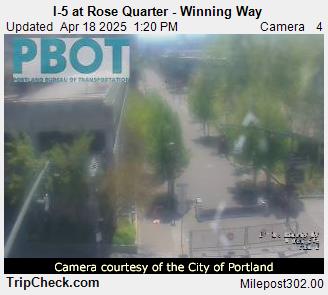 I-5 at Rose Quarter - Winning Way
Updated Apr 18 2025 1:20 PM Camera 4
PBOT
PORTLAND BUREAU OF TRANSPORTATION
Camera courtesy of the City of Portland
TripCheck.com Milepost302.00